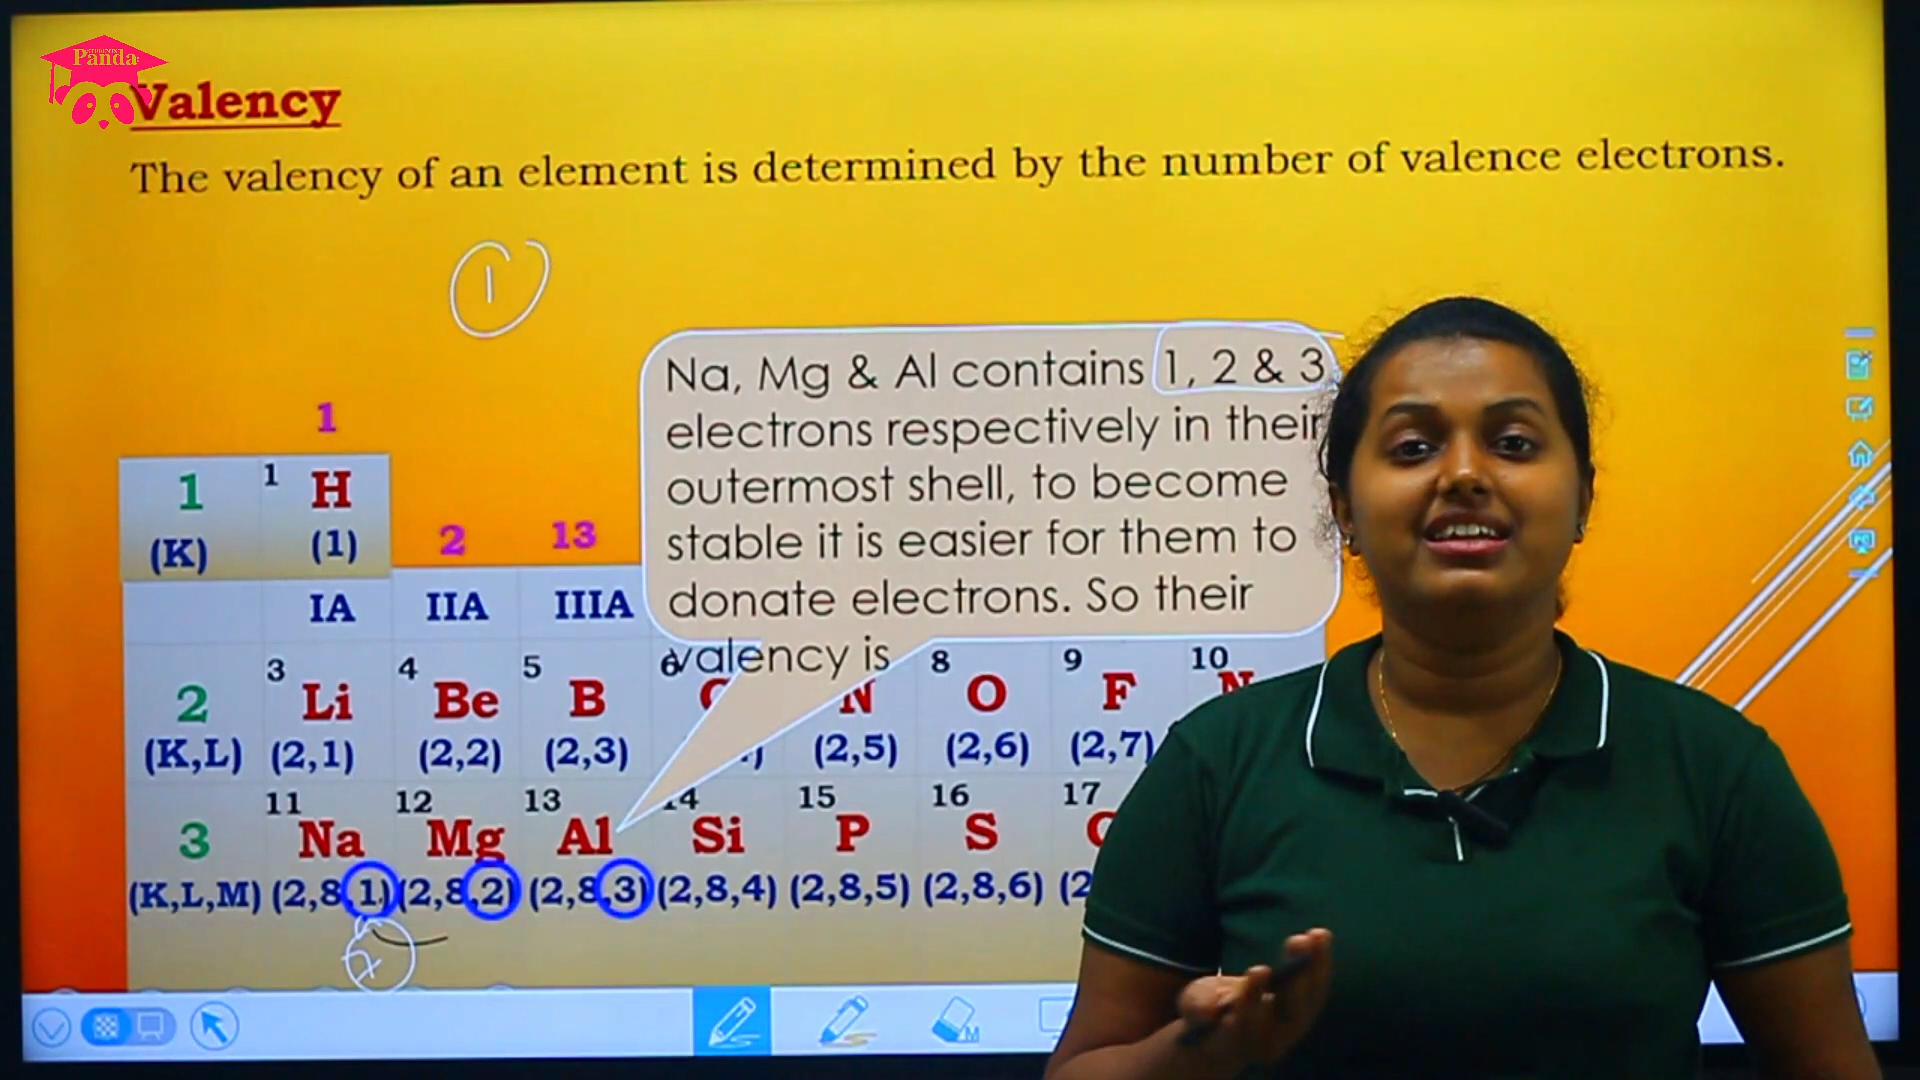 Panda
Valency
The valency of an element is determined by the number of valence electrons.
1
Na, Mg & Al contains 1, 2 & 3
electrons respectively in their
outermost shell, to become
stable it is easier for them to
donate electrons. So their
valency is
1
1 1 H
(K) (1) 2 13
IA IIA IIIA
3 4 5 6 8 9 10
2 Li Be B N O F
(K,L) (2,1) (2,2) (2,3) (2,5) (2,6) (2,7)
11 12 13 14 15 16 17
3 Na Mg Al Si P S
(K,L,M) (2,8,1) (2,8,2) (2,8,3) (2,8,4) (2,8,5) (2,8,6) (2
7
M